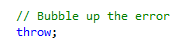 // Bubble up the error
throw;